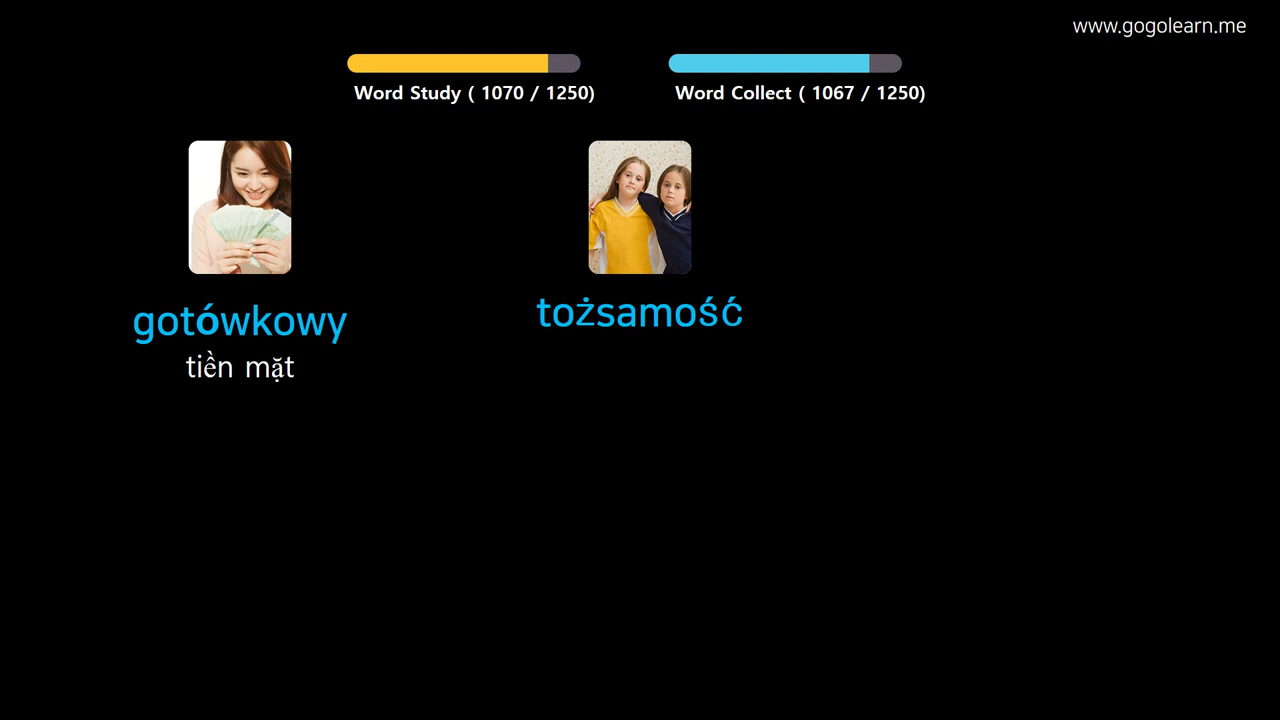 www.gogolearn.me
Word Study ( 1070 / 1250)
Word Collect ( 1067 / 1250)
gotówkowy
tożsamość
tiền mặt